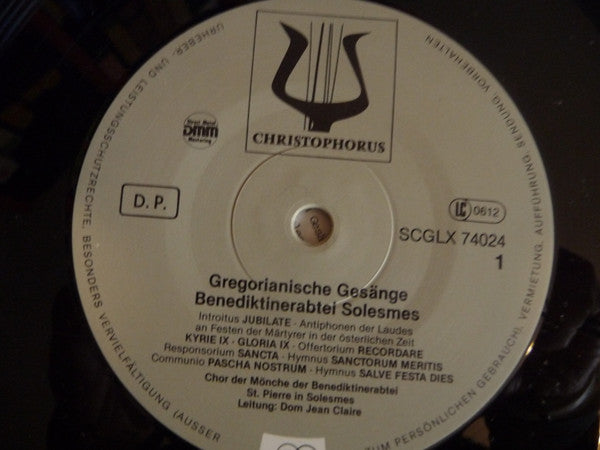 CHRISTOPHORUS
Direct Metal
DMM
Mastering
D. P.
LC 0612
SCGLX 74024
1
Gregorianische Gesänge
Benediktinerabtei Solesmes
Introitus JUBILATE · Antiphonen der Laudes
an Festen der Märtyrer in der österlichen Zeit
KYRIE IX · GLORIA IX · Offertorium RECORDARE
Responsorium SANCTA · Hymnus SANCTORUM MERITIS
Communio PASCHA NOSTRUM · Hymnus SALVE FESTA DIES
Chor der Mönche der Benediktinerabtei
St. Pierre in Solesmes
Leitung: Dom Jean Claire
URHEBER- UND LEISTUNGSSCHUTZRECHTE, BESONDERS VERVIELFÄLTIGUNG (AUSSER
ZUM PERSÖNLICHEN GEBRAUCH), VERMIETUNG, AUFFÜHRUNG, SENDUNG, VORBEHALTEN